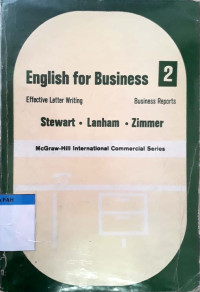 English for Business 2
Effective Letter Writing Business Reports
Stewart • Lanham • Zimmer
McGraw-Hill International Commercial Series